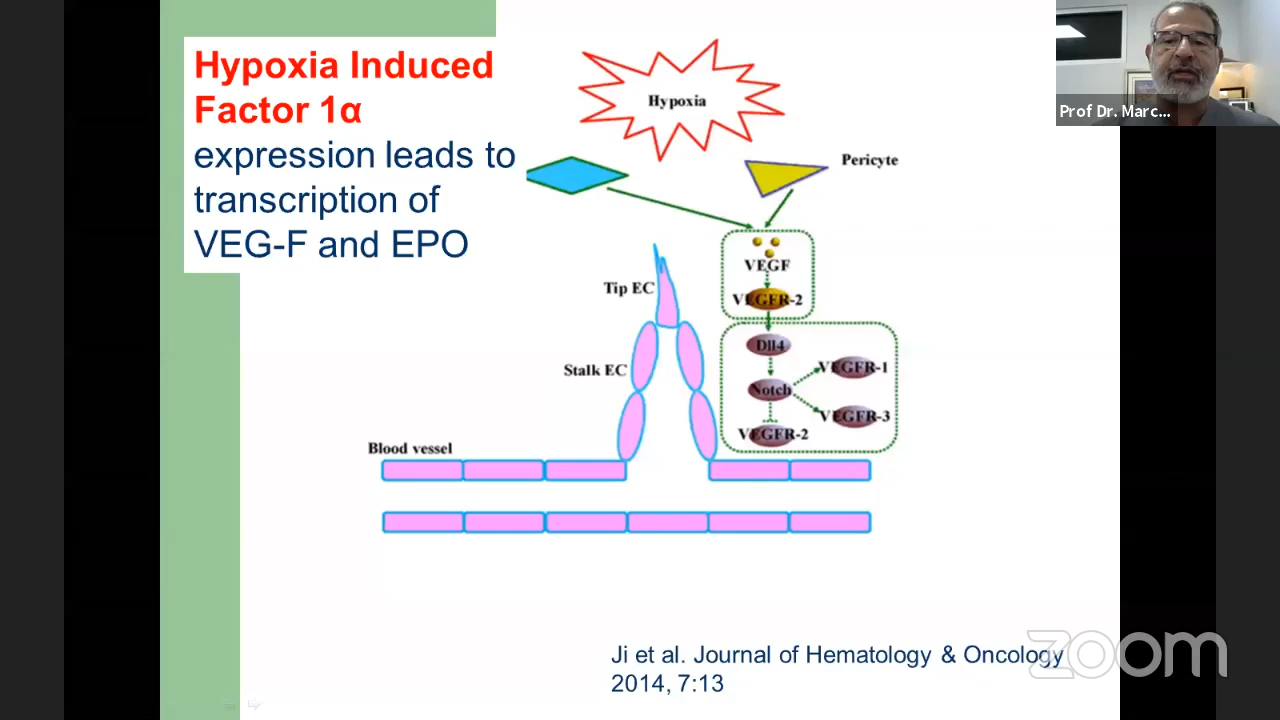 Hypoxia Induced
Factor 1α
expression leads to
transcription of
VEG-F and EPO
Hypoxia
Pericyte
VEGF
VEGFR-2
Tip EC
Dll4
Stalk EC
VEGFR-1
Notch
VEGFR-3
VEGFR-2
Blood vessel
Ji et al. Journal of Hematology & Oncology
2014, 7:13
Prof Dr. Marc...
zoom